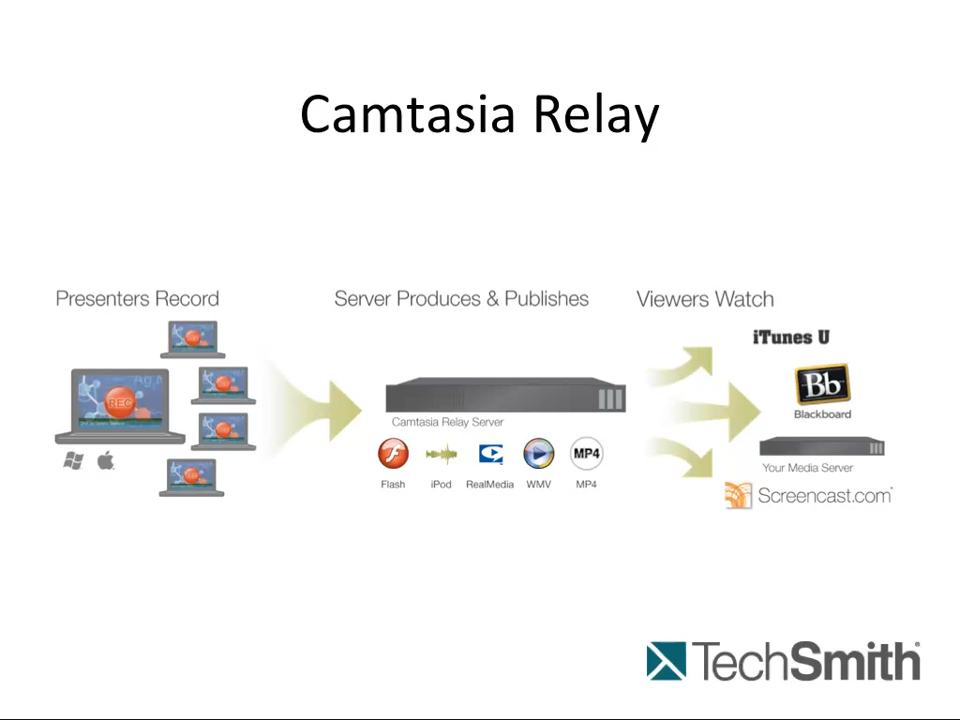 Camtasia Relay
Presenters Record
Server Produces & Publishes
Viewers Watch
REC
Camtasia Relay Server
Flash
iPod
RealMedia
WMV
MP4
MP4
iTunes U
Bb
Blackboard
Your Media Server
Screencast.com
TechSmith®